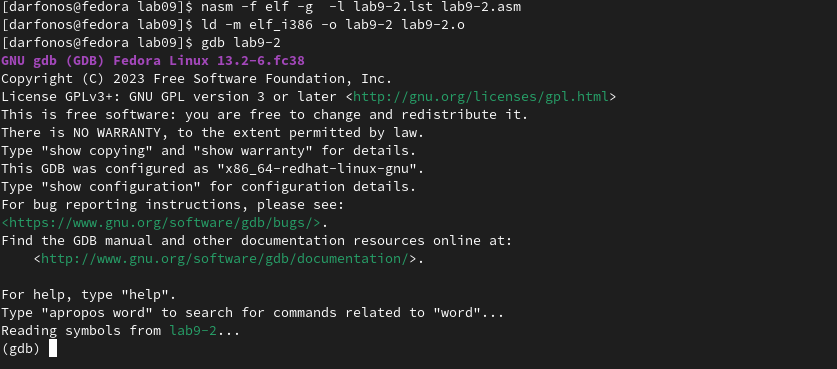 [darfonos@fedora lab09]$ nasm -f elf -g  -l lab9-2.lst lab9-2.asm
[darfonos@fedora lab09]$ ld -m elf_i386 -o lab9-2 lab9-2.o
[darfonos@fedora lab09]$ gdb lab9-2
GNU gdb (GDB) Fedora Linux 13.2-6.fc38
Copyright (C) 2023 Free Software Foundation, Inc.
License GPLv3+: GNU GPL version 3 or later <http://gnu.org/licenses/gpl.html>
This is free software: you are free to change and redistribute it.
There is NO WARRANTY, to the extent permitted by law.
Type "show copying" and "show warranty" for details.
This GDB was configured as "x86_64-redhat-linux-gnu".
Type "show configuration" for configuration details.
For bug reporting instructions, please see:
<https://www.gnu.org/software/gdb/bugs/>.
Find the GDB manual and other documentation resources online at:
    <http://www.gnu.org/software/gdb/documentation/>.

For help, type "help".
Type "apropos word" to search for commands related to "word"...
Reading symbols from lab9-2...
(gdb)